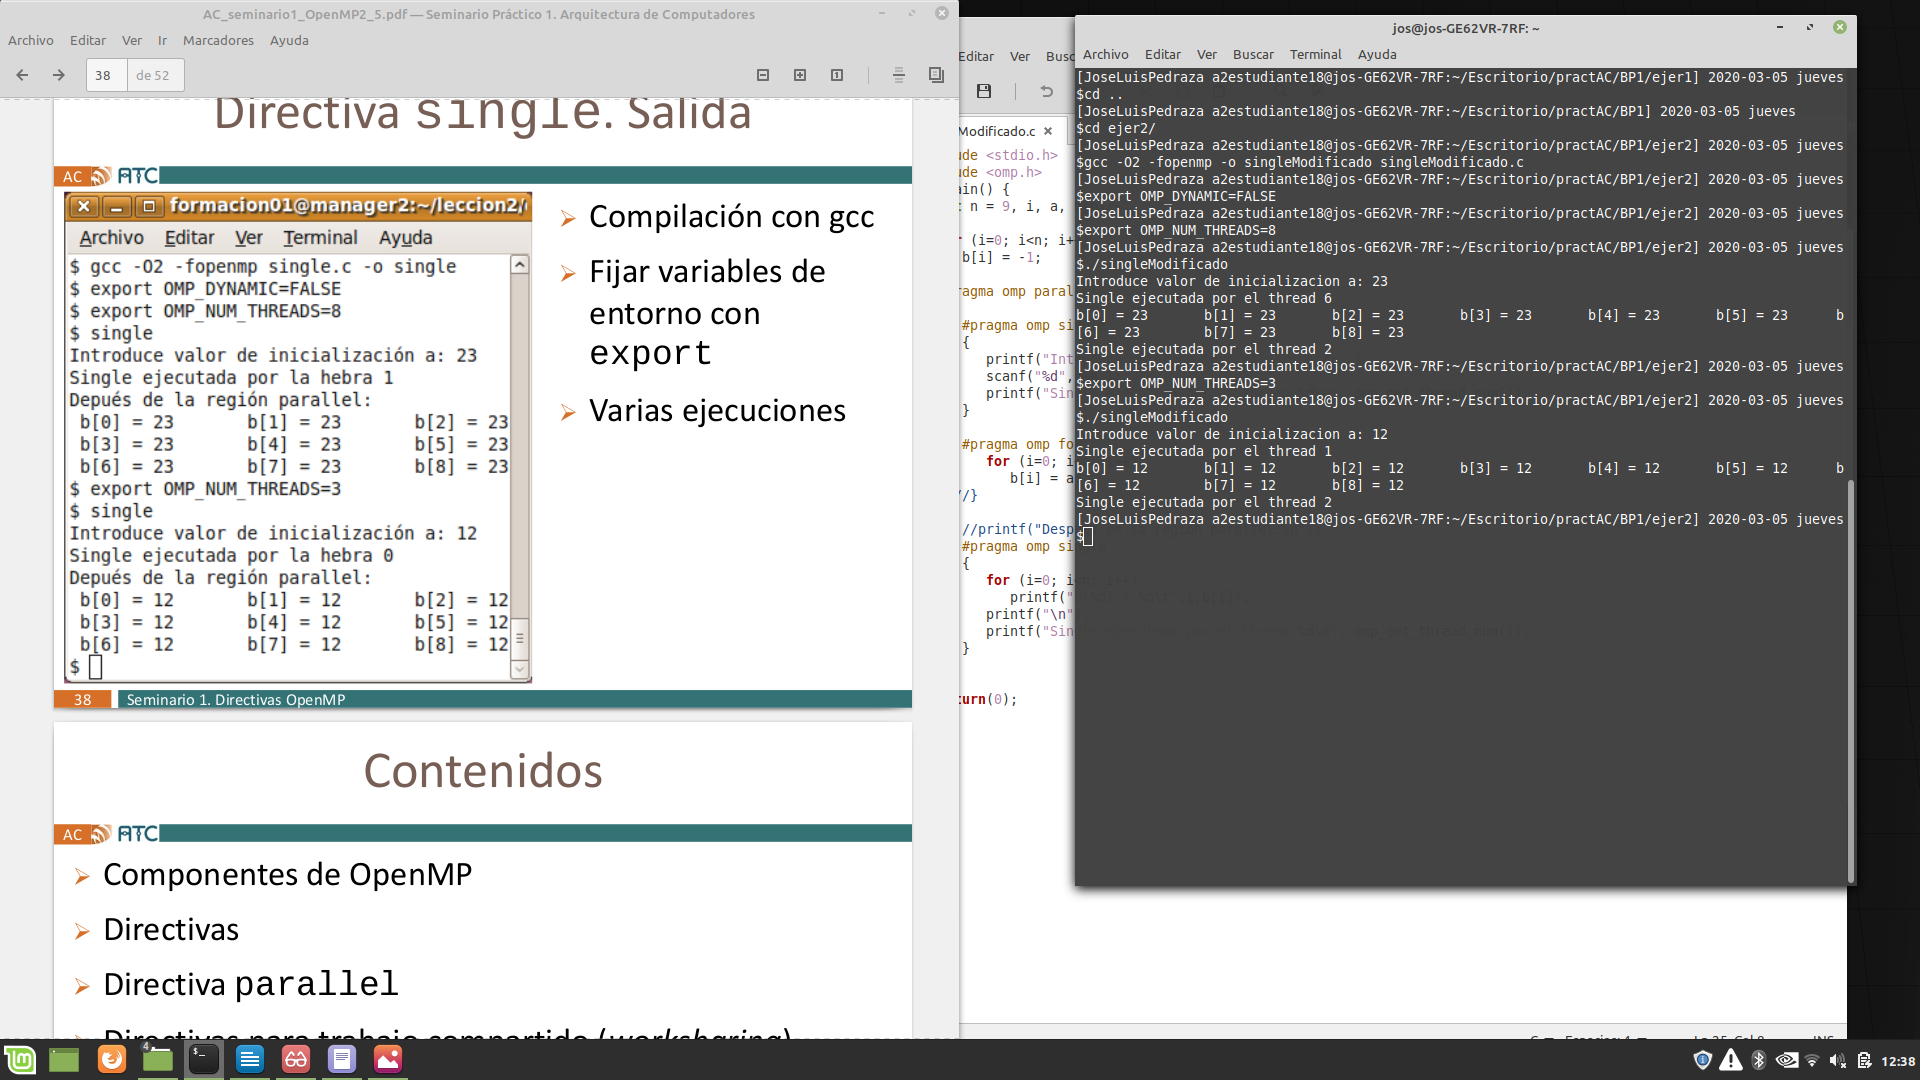 AC_seminario1_OpenMP2_5.pdf — Seminario Práctico 1. Arquitectura de Computadores
Archivo Editar Ver Ir Marcadores Ayuda
38 de 52
Directiva single. Salida
AC ATC
formacion01@manager2:~/leccion2/
Archivo Editar Ver Terminal Ayuda
$ gcc -O2 -fopenmp single.c -o single
$ export OMP_DYNAMIC=FALSE
$ export OMP_NUM_THREADS=8
$ single
Introduce valor de inicialización a: 23
Single ejecutada por la hebra 1
Depués de la región parallel:
b[0] = 23 b[1] = 23 b[2] = 23
b[3] = 23 b[4] = 23 b[5] = 23
b[6] = 23 b[7] = 23 b[8] = 23
$ export OMP_NUM_THREADS=3
$ single
Introduce valor de inicialización a: 12
Single ejecutada por la hebra 0
Depués de la región parallel:
b[0] = 12 b[1] = 12 b[2] = 12
b[3] = 12 b[4] = 12 b[5] = 12
b[6] = 12 b[7] = 12 b[8] = 12
$
Compilación con gcc
Fijar variables de
entorno con
export
Varias ejecuciones
38 Seminario 1. Directivas OpenMP
Contenidos
AC ATC
Componentes de OpenMP
Directivas
Directiva parallel
Directivas para trabajo compartido (worksharing)
Editar Ver Busc
Modificado.c
ude <stdio.h>
ude <omp.h>
ain() {
n = 9, i, a,
(i=0; i<n; i+
b[i] = -1;
ragma omp paral
#pragma omp si
{
printf("Int
scanf("%d",
printf("Sin
}
#pragma omp fo
for (i=0; i
b[i] = a
//}
//printf("Desp
#pragma omp si
{
for (i=0; i
printf("
printf("\n"
printf("Sin
}
turn(0);
jos@jos-GE62VR-7RF: ~
Archivo Editar Ver Buscar Terminal Ayuda
[JoseLuisPedraza a2estudiante18@jos-GE62VR-7RF:~/Escritorio/practAC/BP1/ejer1] 2020-03-05 jueves
$cd ..
[JoseLuisPedraza a2estudiante18@jos-GE62VR-7RF:~/Escritorio/practAC/BP1] 2020-03-05 jueves
$cd ejer2/
[JoseLuisPedraza a2estudiante18@jos-GE62VR-7RF:~/Escritorio/practAC/BP1/ejer2] 2020-03-05 jueves
$gcc -O2 -fopenmp -o singleModificado singleModificado.c
[JoseLuisPedraza a2estudiante18@jos-GE62VR-7RF:~/Escritorio/practAC/BP1/ejer2] 2020-03-05 jueves
$export OMP_DYNAMIC=FALSE
[JoseLuisPedraza a2estudiante18@jos-GE62VR-7RF:~/Escritorio/practAC/BP1/ejer2] 2020-03-05 jueves
$export OMP_NUM_THREADS=8
[JoseLuisPedraza a2estudiante18@jos-GE62VR-7RF:~/Escritorio/practAC/BP1/ejer2] 2020-03-05 jueves
$./singleModificado
Introduce valor de inicializacion a: 23
Single ejecutada por el thread 6
b[0] = 23 b[1] = 23 b[2] = 23 b[3] = 23 b[4] = 23 b[5] = 23 b
[6] = 23 b[7] = 23 b[8] = 23
Single ejecutada por el thread 2
[JoseLuisPedraza a2estudiante18@jos-GE62VR-7RF:~/Escritorio/practAC/BP1/ejer2] 2020-03-05 jueves
$export OMP_NUM_THREADS=3
[JoseLuisPedraza a2estudiante18@jos-GE62VR-7RF:~/Escritorio/practAC/BP1/ejer2] 2020-03-05 jueves
$./singleModificado
Introduce valor de inicializacion a: 12
Single ejecutada por el thread 1
b[0] = 12 b[1] = 12 b[2] = 12 b[3] = 12 b[4] = 12 b[5] = 12 b
[6] = 12 b[7] = 12 b[8] = 12
Single ejecutada por el thread 2
[JoseLuisPedraza a2estudiante18@jos-GE62VR-7RF:~/Escritorio/practAC/BP1/ejer2] 2020-03-05 jueves
$
4
12:38